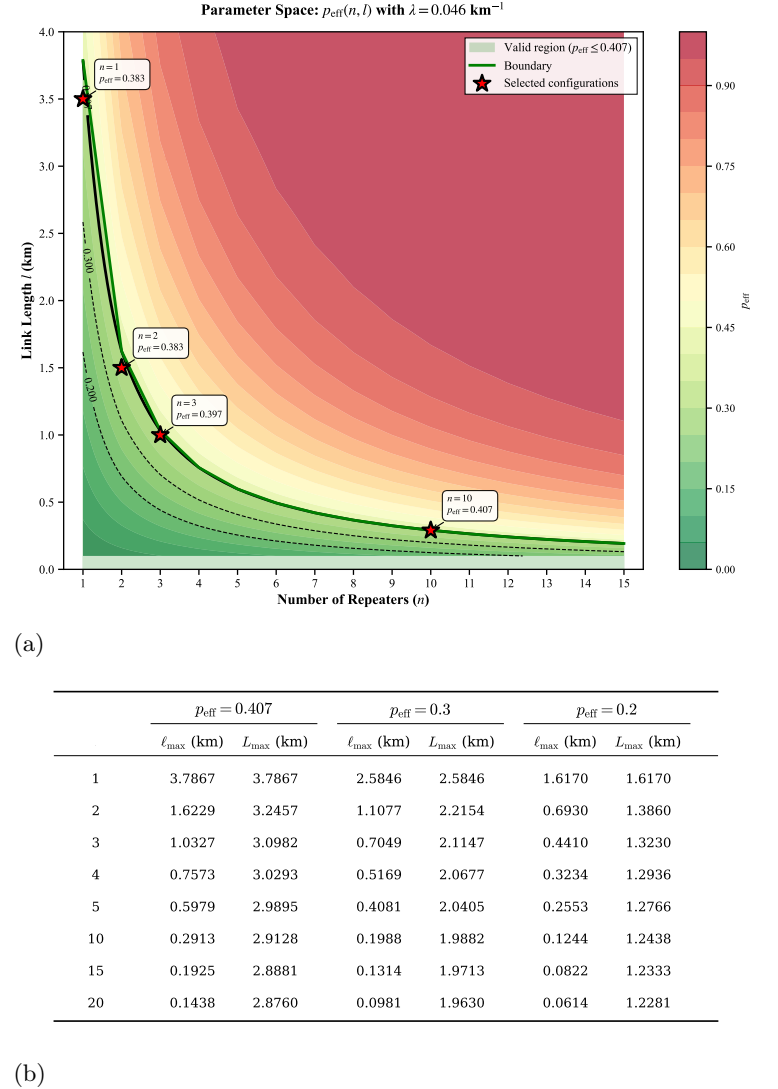 Parameter Space: p_eff(n, l) with λ = 0.046 km⁻¹
4.0
3.5
3.0
2.5
2.0
1.5
1.0
0.5
0.0
Link Length l (km)
n = 1
p_eff = 0.383
n = 2
p_eff = 0.383
n = 3
p_eff = 0.397
n = 10
p_eff = 0.407
0.300
0.200
Valid region (p_eff ≤ 0.407)
Boundary
Selected configurations
1 2 3 4 5 6 7 8 9 10 11 12 13 14 15
Number of Repeaters (n)
0.90
0.75
0.60
0.45
0.30
0.15
0.00
p_eff
(a)
p_eff = 0.407 p_eff = 0.3 p_eff = 0.2
ℓ_max (km) L_max (km) ℓ_max (km) L_max (km) ℓ_max (km) L_max (km)
1 3.7867 3.7867 2.5846 2.5846 1.6170 1.6170
2 1.6229 3.2457 1.1077 2.2154 0.6930 1.3860
3 1.0327 3.0982 0.7049 2.1147 0.4410 1.3230
4 0.7573 3.0293 0.5169 2.0677 0.3234 1.2936
5 0.5979 2.9895 0.4081 2.0405 0.2553 1.2766
10 0.2913 2.9128 0.1988 1.9882 0.1244 1.2438
15 0.1925 2.8881 0.1314 1.9713 0.0822 1.2333
20 0.1438 2.8760 0.0981 1.9630 0.0614 1.2281
(b)